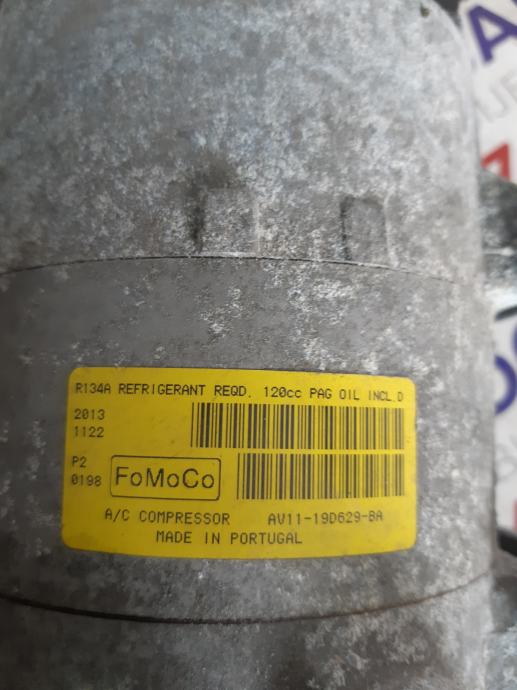 R134A REFRIGERANT REQD. 120cc PAG OIL INCL.D
2013
1122
P2
0198
FoMoCo
A/C COMPRESSOR AV11-19D629-BA
MADE IN PORTUGAL